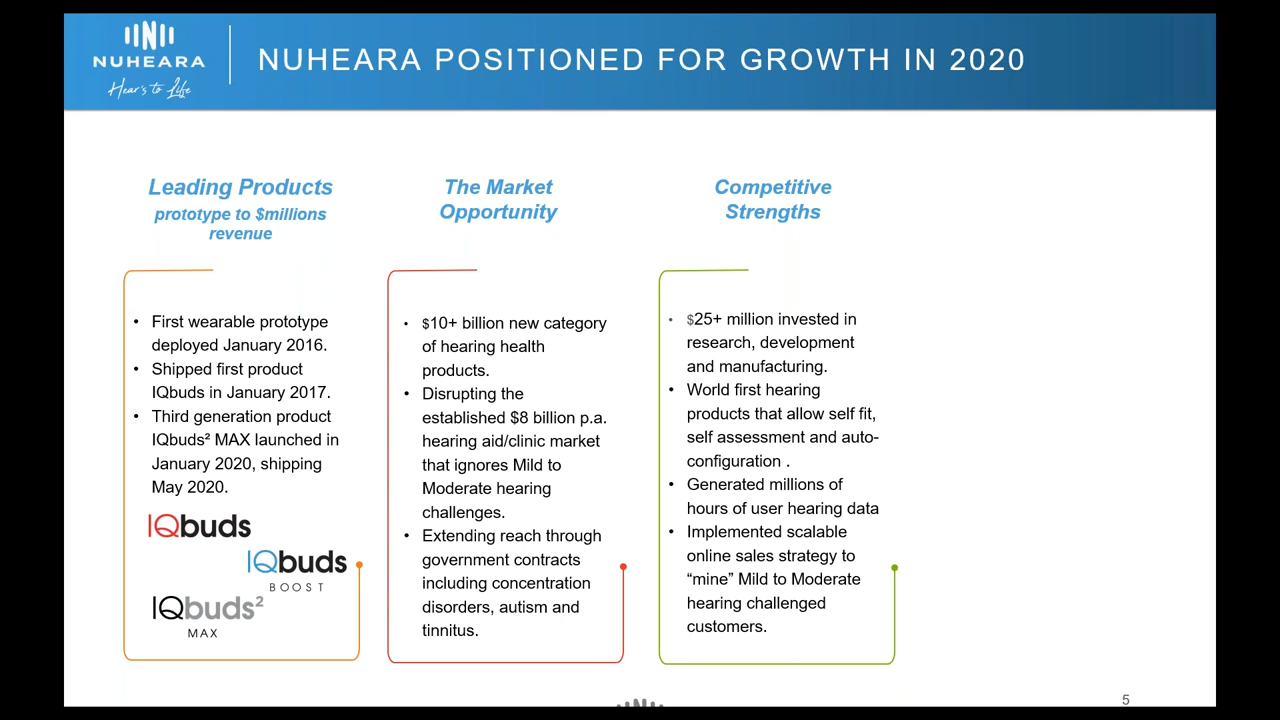 NUHEARA
Hear's to Life
NUHEARA POSITIONED FOR GROWTH IN 2020
Leading Products
prototype to $millions
revenue
• First wearable prototype
deployed January 2016.
• Shipped first product
IQbuds in January 2017.
• Third generation product
IQbuds² MAX launched in
January 2020, shipping
May 2020.
IQbuds
IQbuds
BOOST
IQbuds²
MAX
The Market
Opportunity
• $10+ billion new category
of hearing health
products.
• Disrupting the
established $8 billion p.a.
hearing aid/clinic market
that ignores Mild to
Moderate hearing
challenges.
• Extending reach through
government contracts
including concentration
disorders, autism and
tinnitus.
Competitive
Strengths
• $25+ million invested in
research, development
and manufacturing.
• World first hearing
products that allow self fit,
self assessment and auto-
configuration .
• Generated millions of
hours of user hearing data
• Implemented scalable
online sales strategy to
“mine” Mild to Moderate
hearing challenged
customers.
5